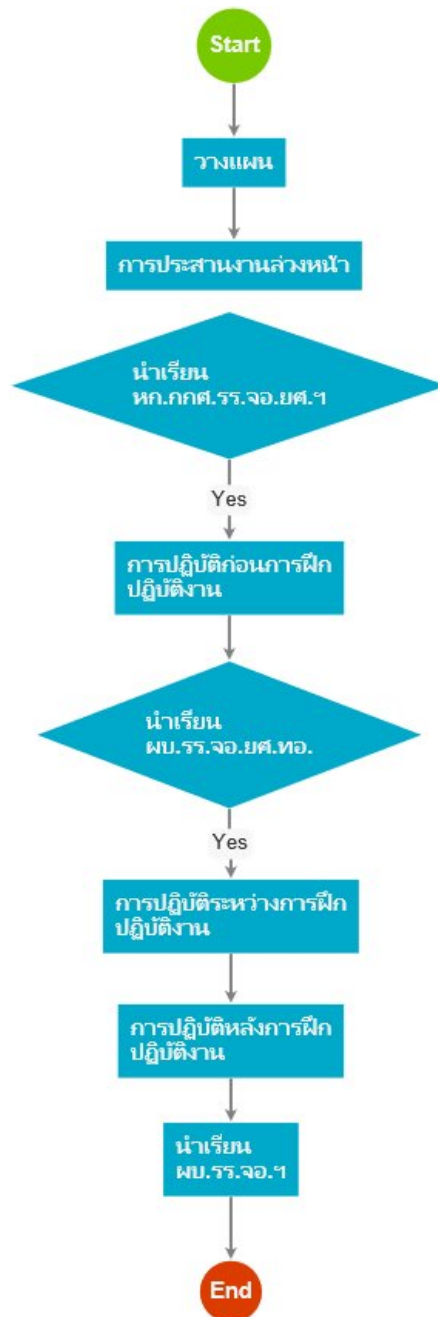 Start
วางแผน
การประสานงานล่วงหน้า
นำเรียน
หก.กกศ.รร.จอ.ยศ.ฯ
Yes
การปฏิบัติก่อนการฝึก
ปฏิบัติงาน
นำเรียน
ผบ.รร.จอ.ยศ.ทอ.
Yes
การปฏิบัติระหว่างการฝึก
ปฏิบัติงาน
การปฏิบัติหลังการฝึก
ปฏิบัติงาน
นำเรียน
ผบ.รร.จอ.ฯ
End